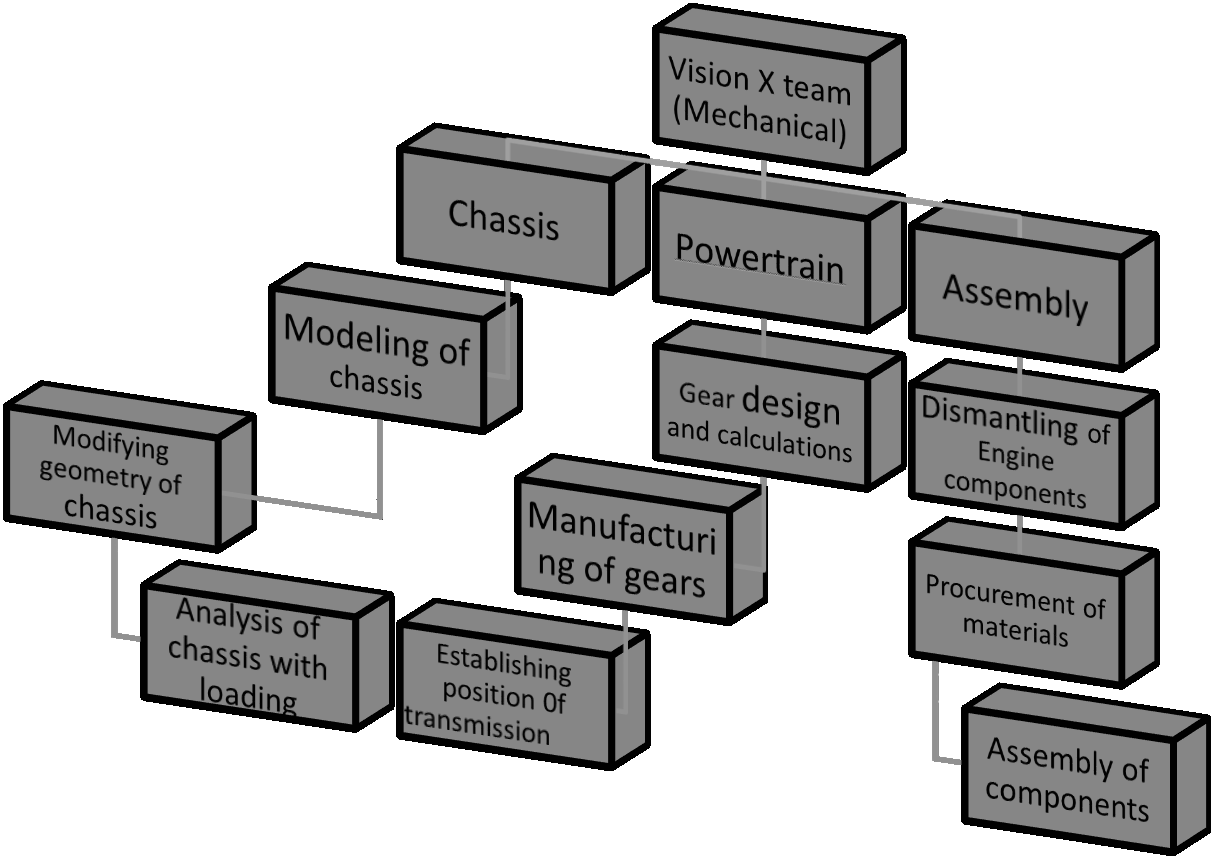 Vision X team
(Mechanical)
Chassis
Powertrain
Assembly
Modeling of
chassis
Gear design
and calculations
Dismantling of
Engine
components
Modifying
geometry of
chassis
Manufacturi
ng of gears
Procurement of
materials
Analysis of
chassis with
loading
Establishing
position 0f
transmission
Assembly of
components